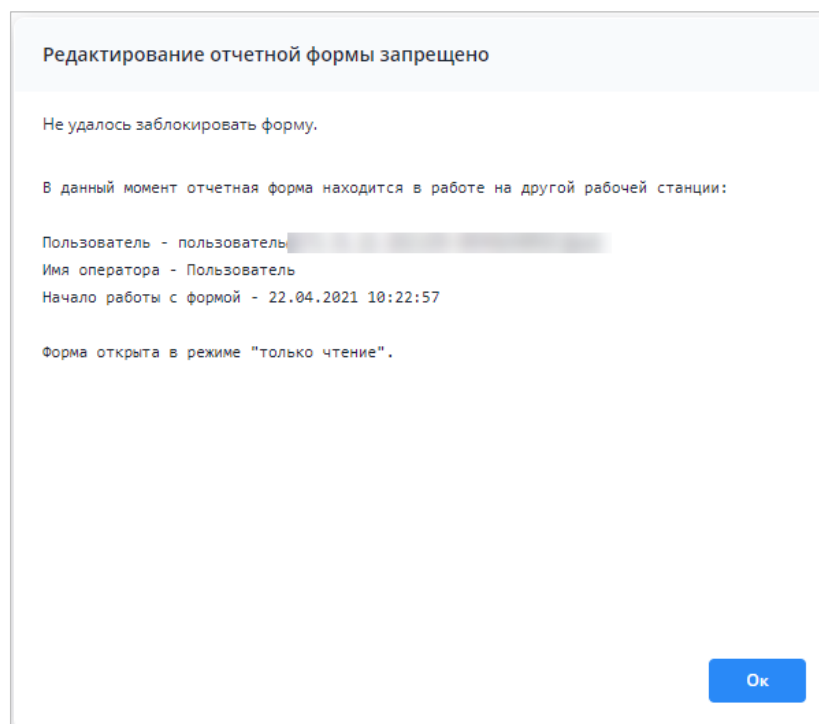 Редактирование отчетной формы запрещено
Не удалось заблокировать форму.
В данный момент отчетная форма находится в работе на другой рабочей станции:
Пользователь - пользователь
Имя оператора - Пользователь
Начало работы с формой - 22.04.2021 10:22:57
Форма открыта в режиме "только чтение".
Ок